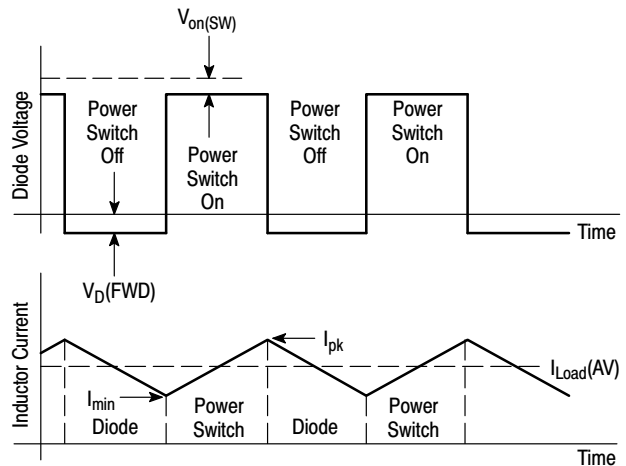 Von(SW)
Diode Voltage
Power
Switch
Off
Power
Switch
On
Power
Switch
Off
Power
Switch
On
Time
VD(FWD)
Inductor Current
Ipk
ILoad(AV)
Imin
Diode
Power
Switch
Diode
Power
Switch
Time